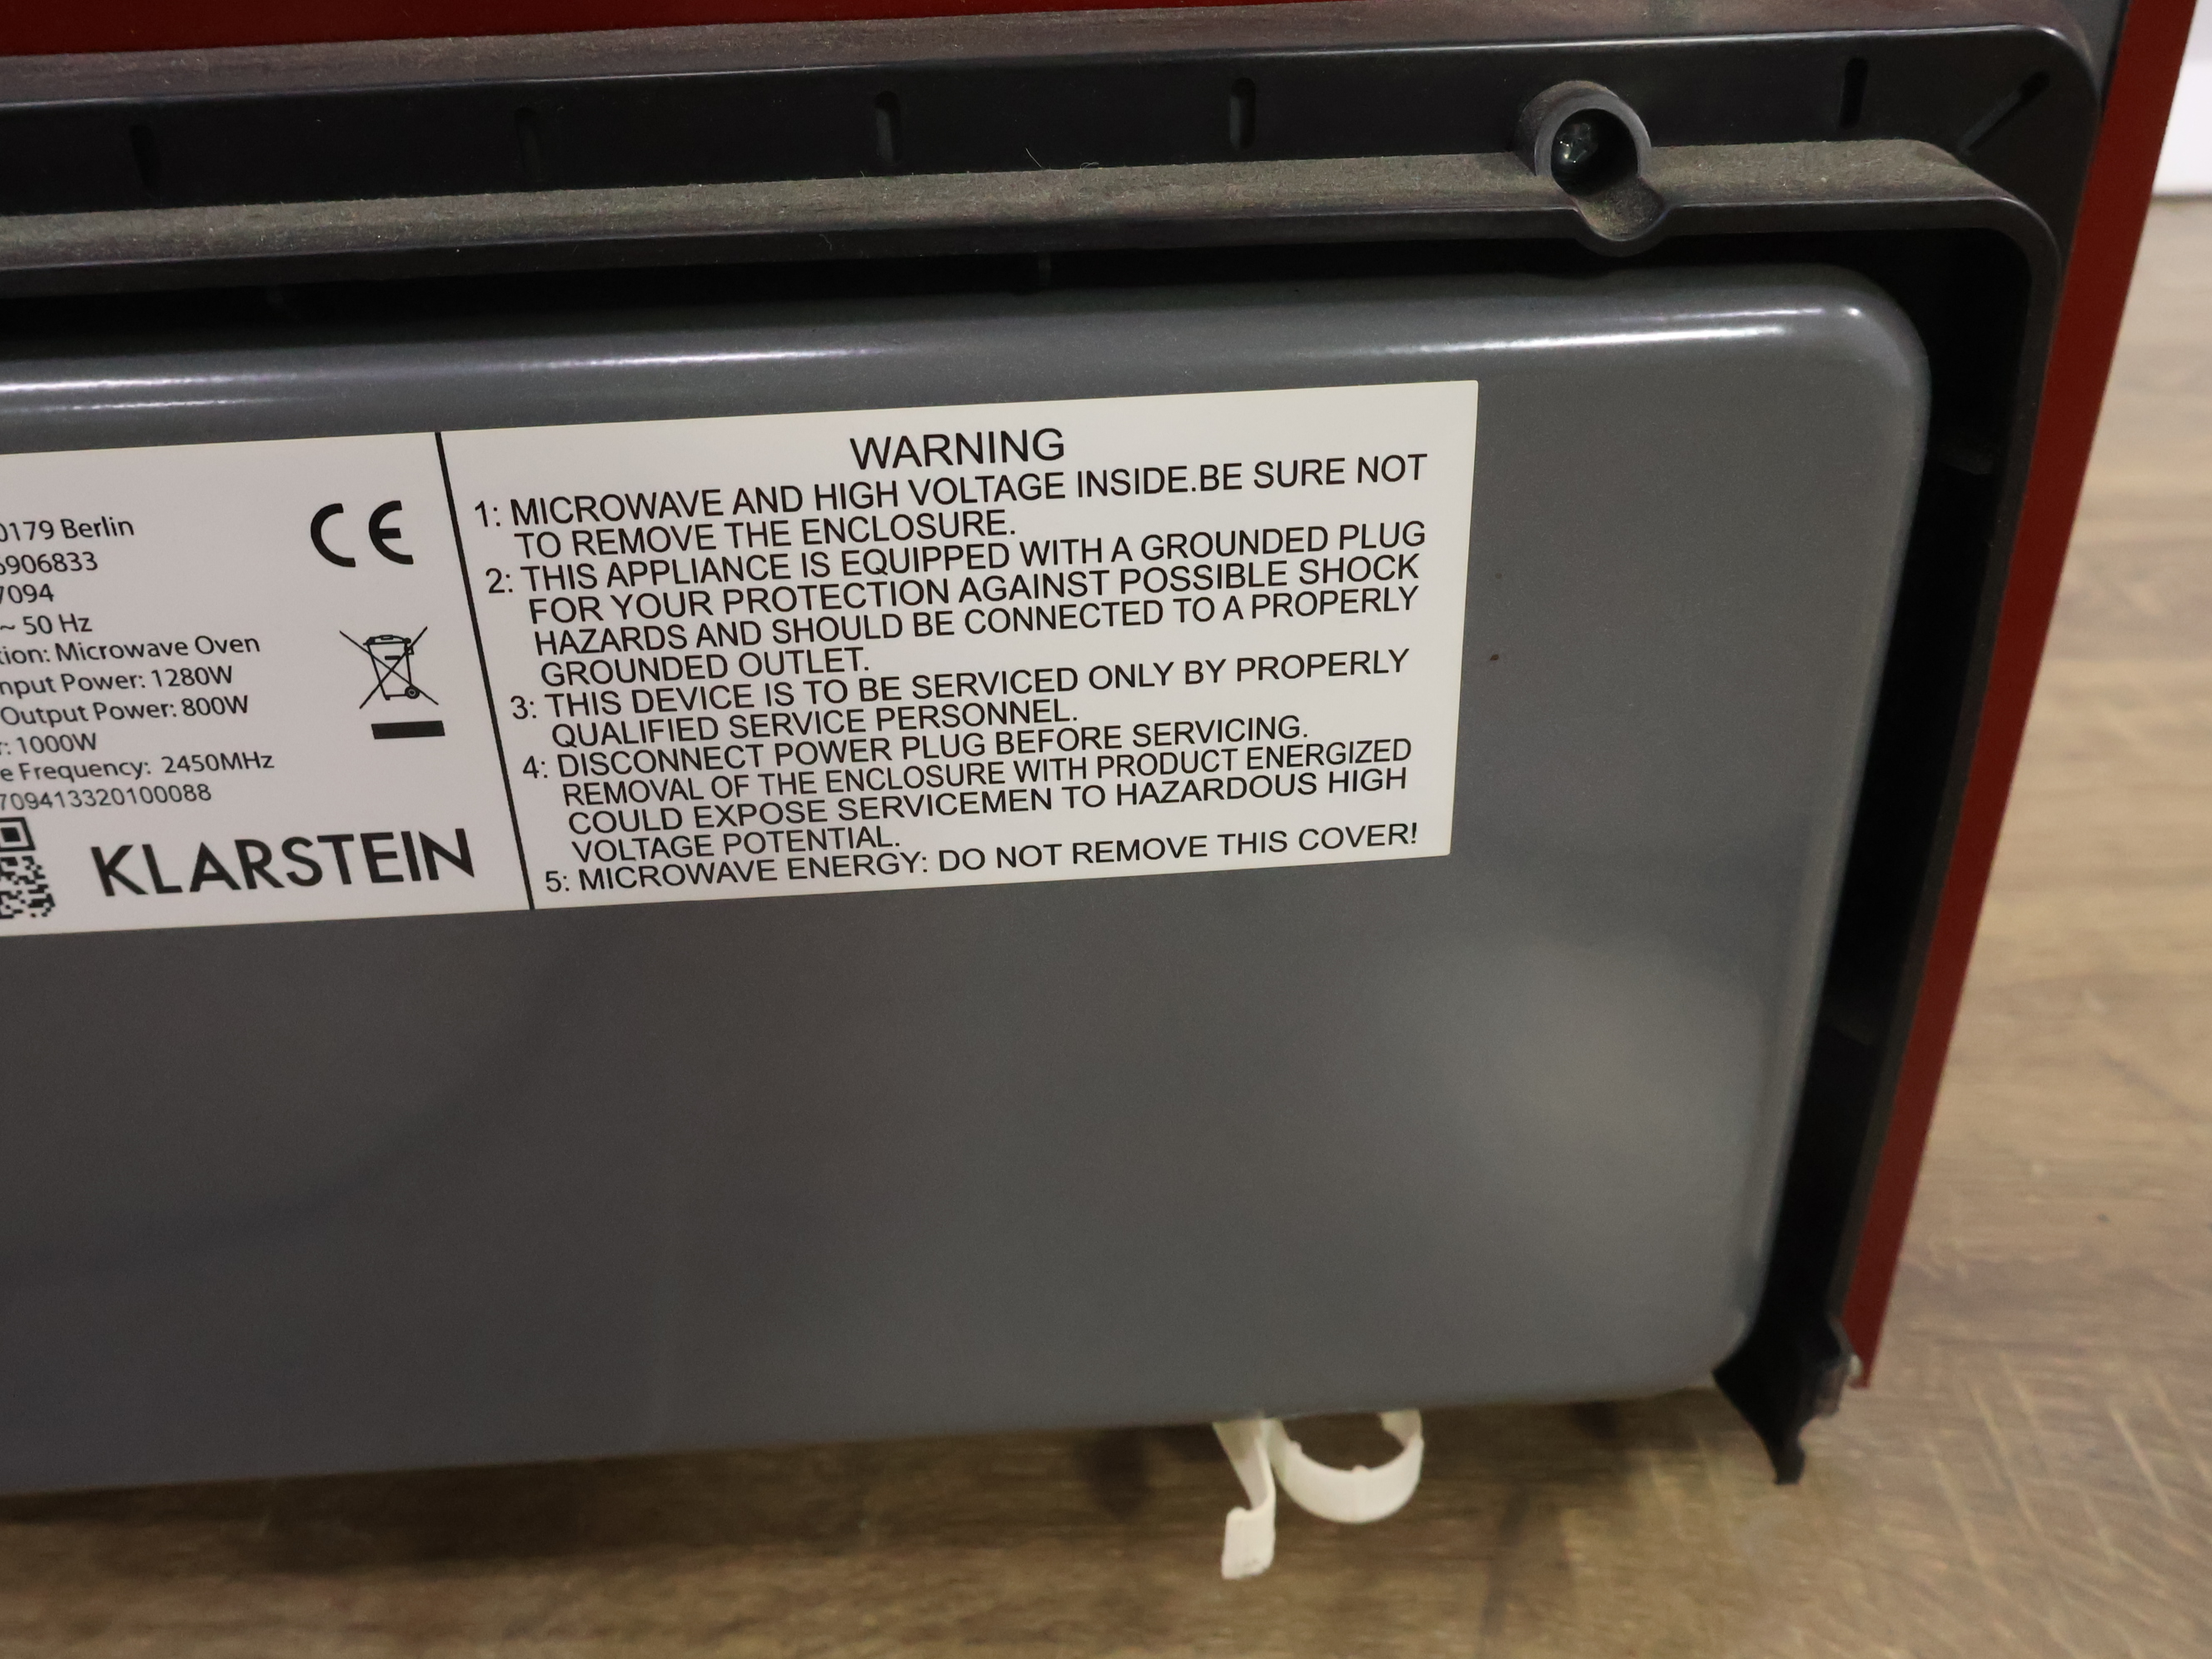 0179 Berlin
6906833
7094
~ 50 Hz
tion: Microwave Oven
nput Power: 1280W
Output Power: 800W
r: 1000W
e Frequency: 2450MHz
709413320100088
KLARSTEIN
CE
WARNING
1: MICROWAVE AND HIGH VOLTAGE INSIDE.BE SURE NOT
TO REMOVE THE ENCLOSURE.
2: THIS APPLIANCE IS EQUIPPED WITH A GROUNDED PLUG
FOR YOUR PROTECTION AGAINST POSSIBLE SHOCK
HAZARDS AND SHOULD BE CONNECTED TO A PROPERLY
GROUNDED OUTLET.
3: THIS DEVICE IS TO BE SERVICED ONLY BY PROPERLY
QUALIFIED SERVICE PERSONNEL.
4: DISCONNECT POWER PLUG BEFORE SERVICING.
REMOVAL OF THE ENCLOSURE WITH PRODUCT ENERGIZED
COULD EXPOSE SERVICEMEN TO HAZARDOUS HIGH
VOLTAGE POTENTIAL.
5: MICROWAVE ENERGY: DO NOT REMOVE THIS COVER!